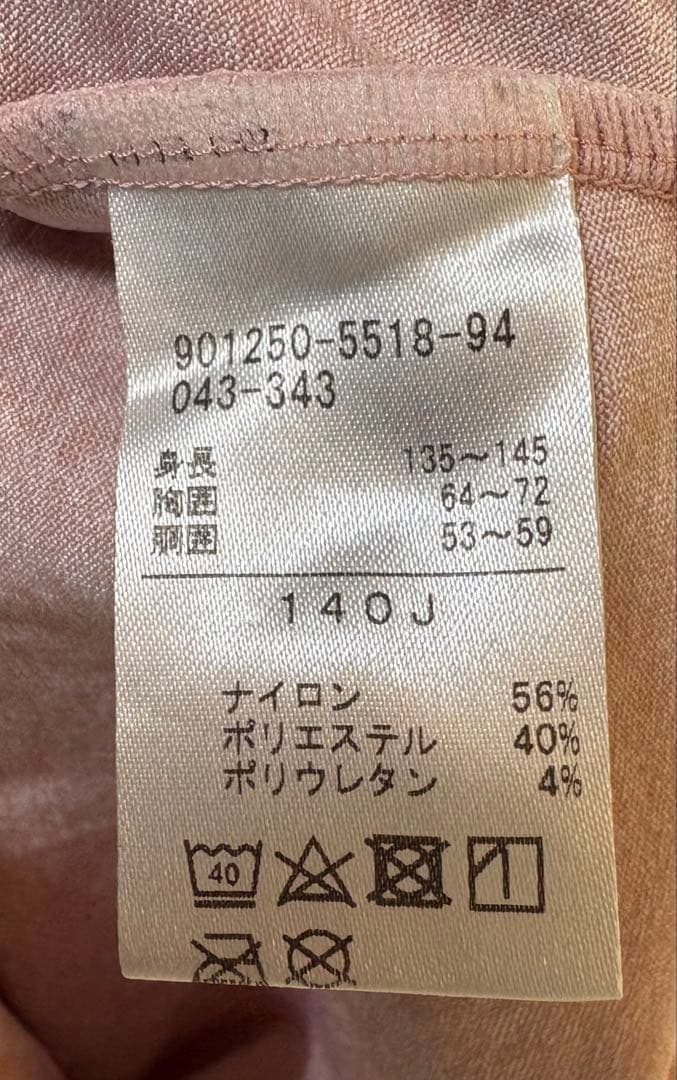 901250-5518-94
043-343
身長 135～145
胸囲 64～72
胴囲 53～59
140J
ナイロン 56%
ポリエステル 40%
ポリウレタン 4%
40